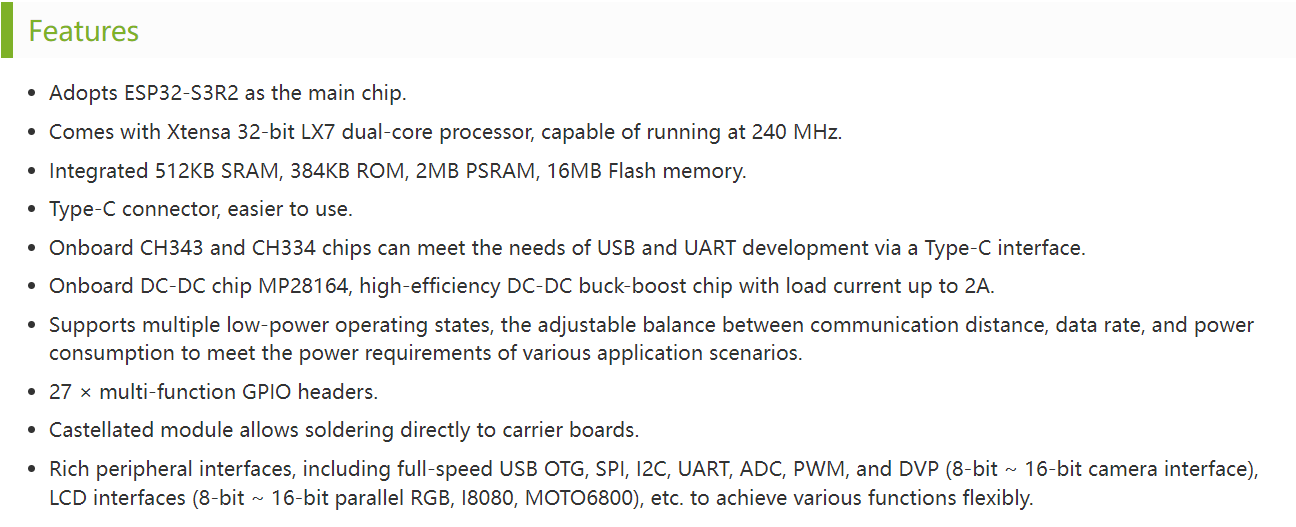 Features
• Adopts ESP32-S3R2 as the main chip.
• Comes with Xtensa 32-bit LX7 dual-core processor, capable of running at 240 MHz.
• Integrated 512KB SRAM, 384KB ROM, 2MB PSRAM, 16MB Flash memory.
• Type-C connector, easier to use.
• Onboard CH343 and CH334 chips can meet the needs of USB and UART development via a Type-C interface.
• Onboard DC-DC chip MP28164, high-efficiency DC-DC buck-boost chip with load current up to 2A.
• Supports multiple low-power operating states, the adjustable balance between communication distance, data rate, and power
consumption to meet the power requirements of various application scenarios.
• 27 × multi-function GPIO headers.
• Castellated module allows soldering directly to carrier boards.
• Rich peripheral interfaces, including full-speed USB OTG, SPI, I2C, UART, ADC, PWM, and DVP (8-bit ~ 16-bit camera interface),
LCD interfaces (8-bit ~ 16-bit parallel RGB, I8080, MOTO6800), etc. to achieve various functions flexibly.